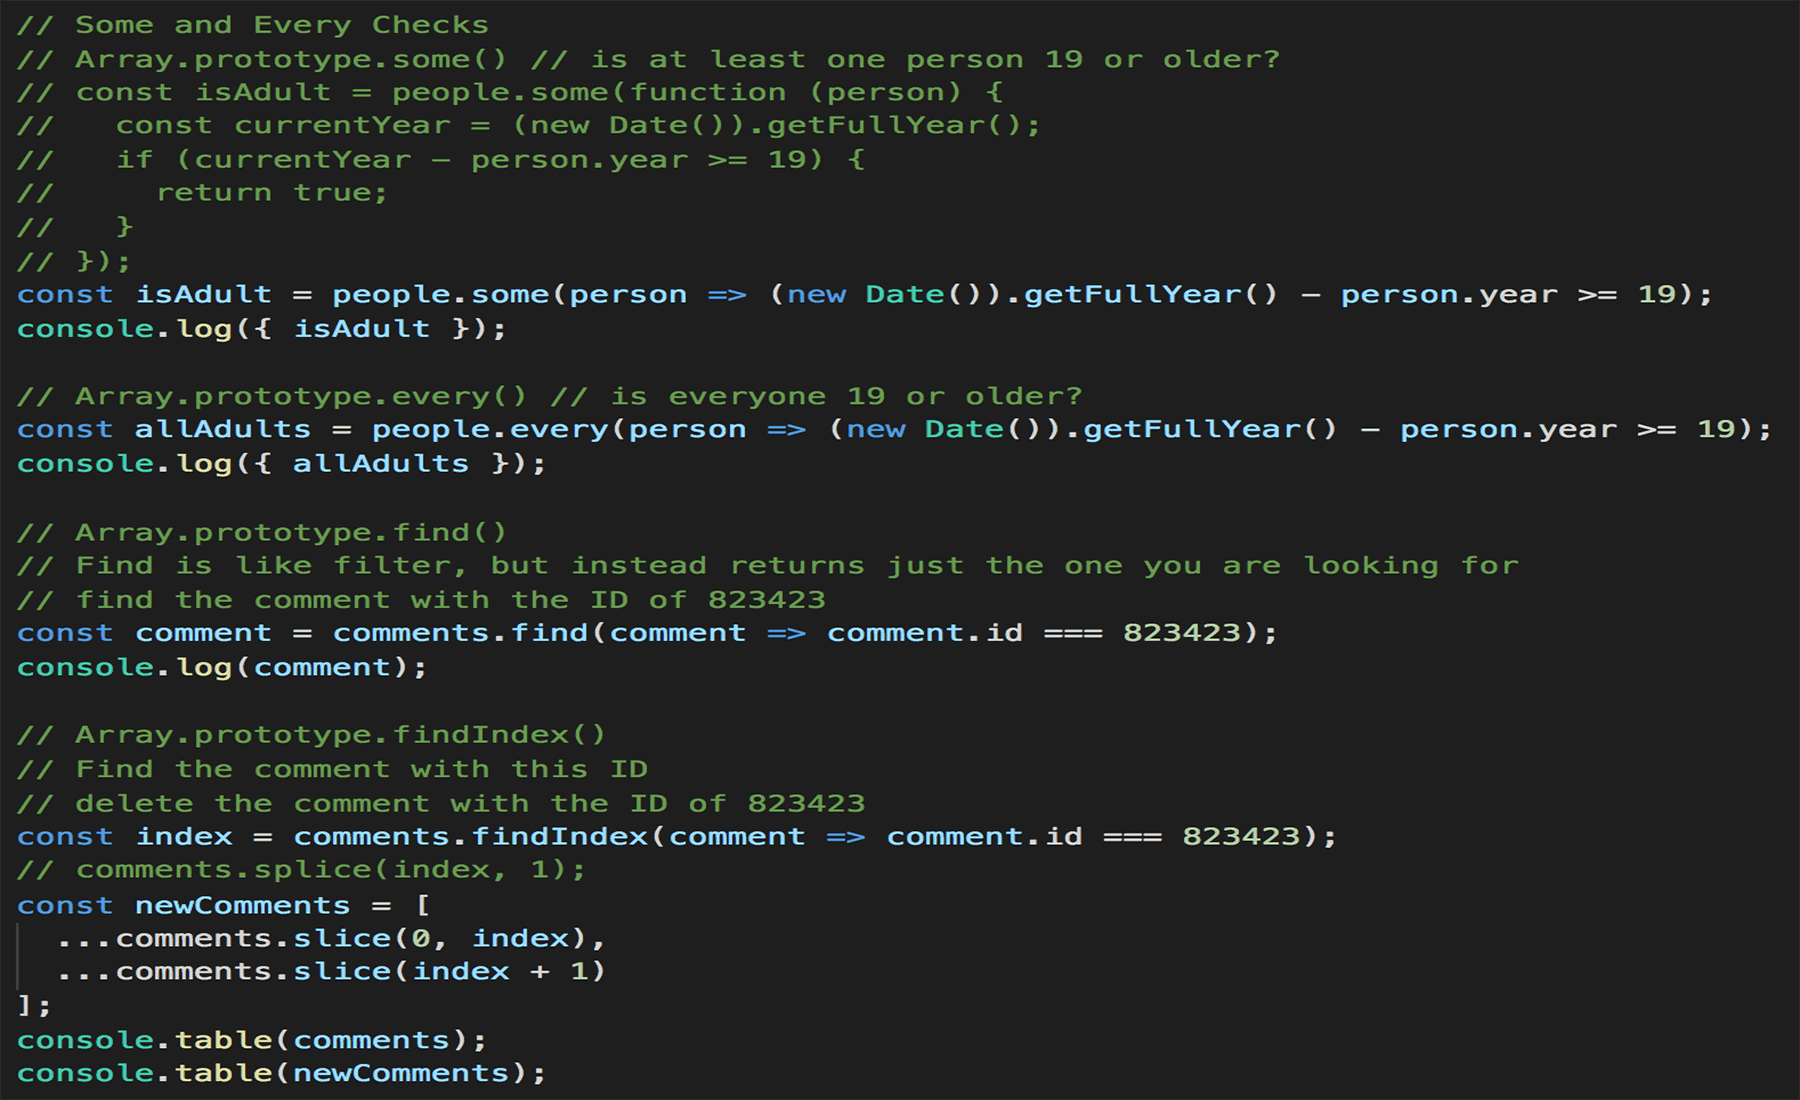 // Some and Every Checks
// Array.prototype.some() // is at least one person 19 or older?
// const isAdult = people.some(function (person) {
//   const currentYear = (new Date()).getFullYear();
//   if (currentYear - person.year >= 19) {
//     return true;
//   }
// });
const isAdult = people.some(person => (new Date()).getFullYear() - person.year >= 19);
console.log({ isAdult });

// Array.prototype.every() // is everyone 19 or older?
const allAdults = people.every(person => (new Date()).getFullYear() - person.year >= 19);
console.log({ allAdults });

// Array.prototype.find()
// Find is like filter, but instead returns just the one you are looking for
// find the comment with the ID of 823423
const comment = comments.find(comment => comment.id === 823423);
console.log(comment);

// Array.prototype.findIndex()
// Find the comment with this ID
// delete the comment with the ID of 823423
const index = comments.findIndex(comment => comment.id === 823423);
// comments.splice(index, 1);
const newComments = [
  ...comments.slice(0, index),
  ...comments.slice(index + 1)
];
console.table(comments);
console.table(newComments);